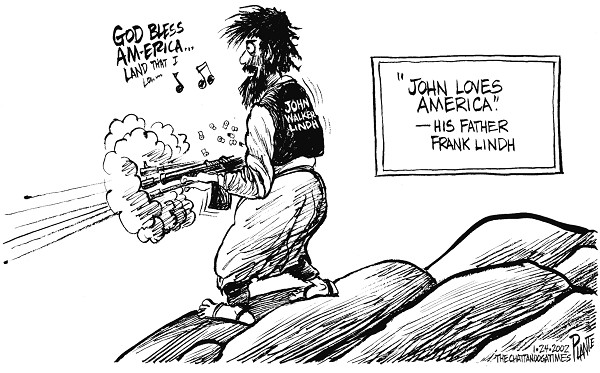 GOD BLESS
AM-ERICA...
LAND THAT I
JOHN
WALKER
LINDH
"JOHN LOVES
AMERICA".
— HIS FATHER
FRANK LINDH
1·24·2002
THE CHATTANOOGA TIMES
PLANTE